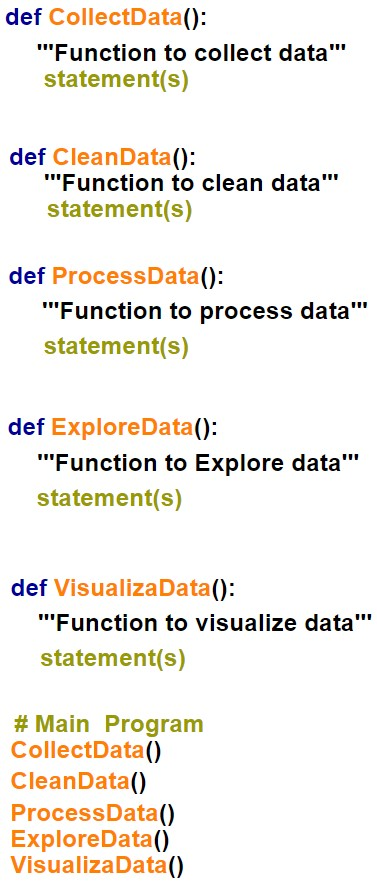 def CollectData():
'''Function to collect data'''
statement(s)
def CleanData():
'''Function to clean data'''
statement(s)
def ProcessData():
'''Function to process data'''
statement(s)
def ExploreData():
'''Function to Explore data'''
statement(s)
def VisualizaData():
'''Function to visualize data'''
statement(s)
# Main Program
CollectData()
CleanData()
ProcessData()
ExploreData()
VisualizaData()